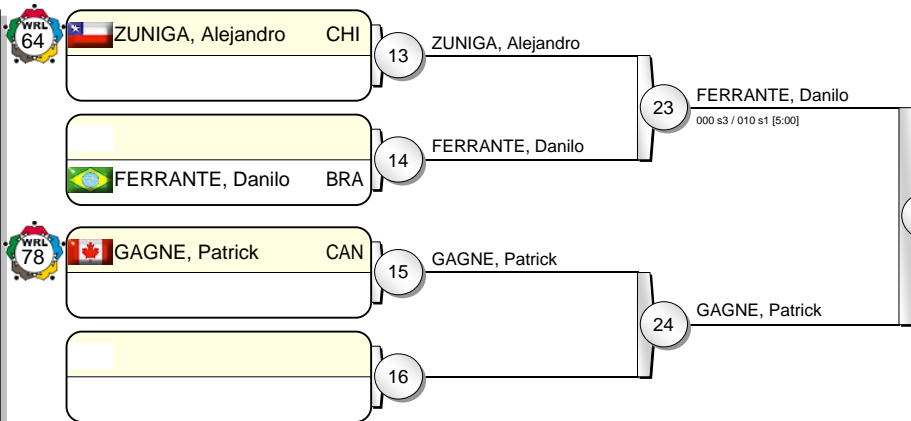 WRL
64
ZUNIGA, Alejandro CHI
13
ZUNIGA, Alejandro
23
FERRANTE, Danilo
000 s3 / 010 s1 [5:00]
14
FERRANTE, Danilo
FERRANTE, Danilo BRA
WRL
78
GAGNE, Patrick CAN
15
GAGNE, Patrick
24
GAGNE, Patrick
16